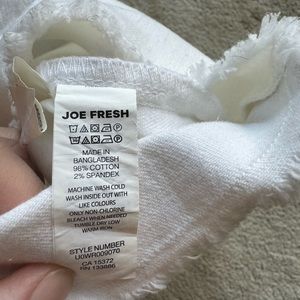 JOE FRESH
MADE IN
BANGLADESH
98% COTTON
2% SPANDEX
MACHINE WASH COLD
WASH INSIDE OUT WITH
LIKE COLOURS
ONLY NON-CHLORINE
BLEACH WHEN NEEDED
TUMBLE DRY LOW
WARM IRON
STYLE NUMBER
U0WR009070
CA 15372
RN 133886